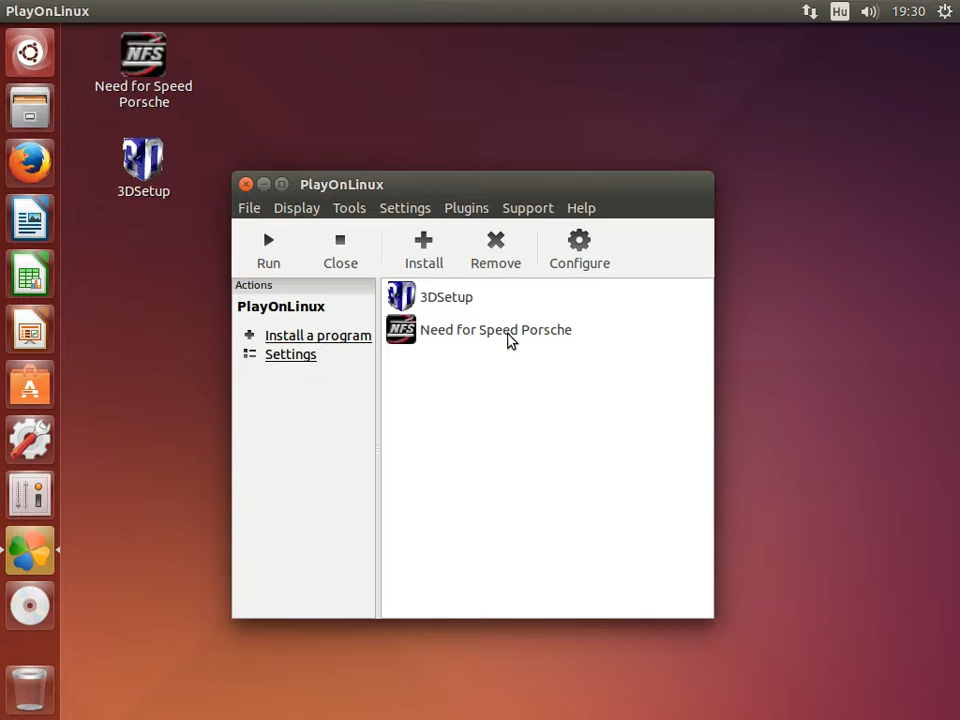 PlayOnLinux
Hu
19:30
NFS
Need for Speed
Porsche
3DSetup
PlayOnLinux
File Display Tools Settings Plugins Support Help
Run Close Install Remove Configure
Actions
PlayOnLinux
Install a program
Settings
3DSetup
NFS Need for Speed Porsche